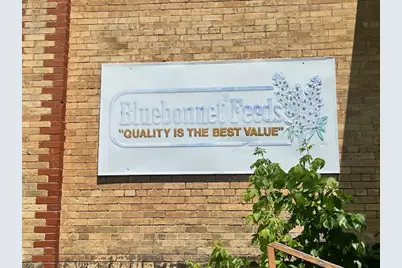 Bluebonnet Feeds
"QUALITY IS THE BEST VALUE"